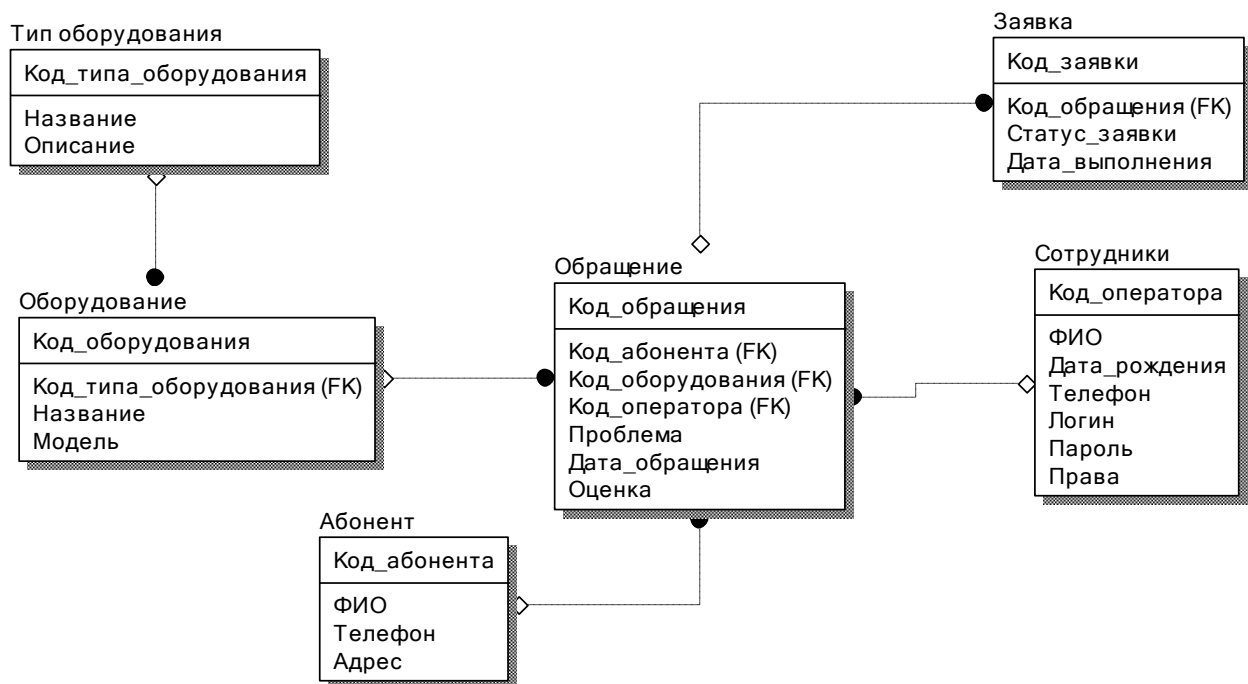 Тип оборудования
Код_типа_оборудования
Название
Описание
Заявка
Код_заявки
Код_обращения (FK)
Статус_заявки
Дата_выполнения
Оборудование
Код_оборудования
Код_типа_оборудования (FK)
Название
Модель
Обращение
Код_обращения
Код_абонента (FK)
Код_оборудования (FK)
Код_оператора (FK)
Проблема
Дата_обращения
Оценка
Сотрудники
Код_оператора
ФИО
Дата_рождения
Телефон
Логин
Пароль
Права
Абонент
Код_абонента
ФИО
Телефон
Адрес